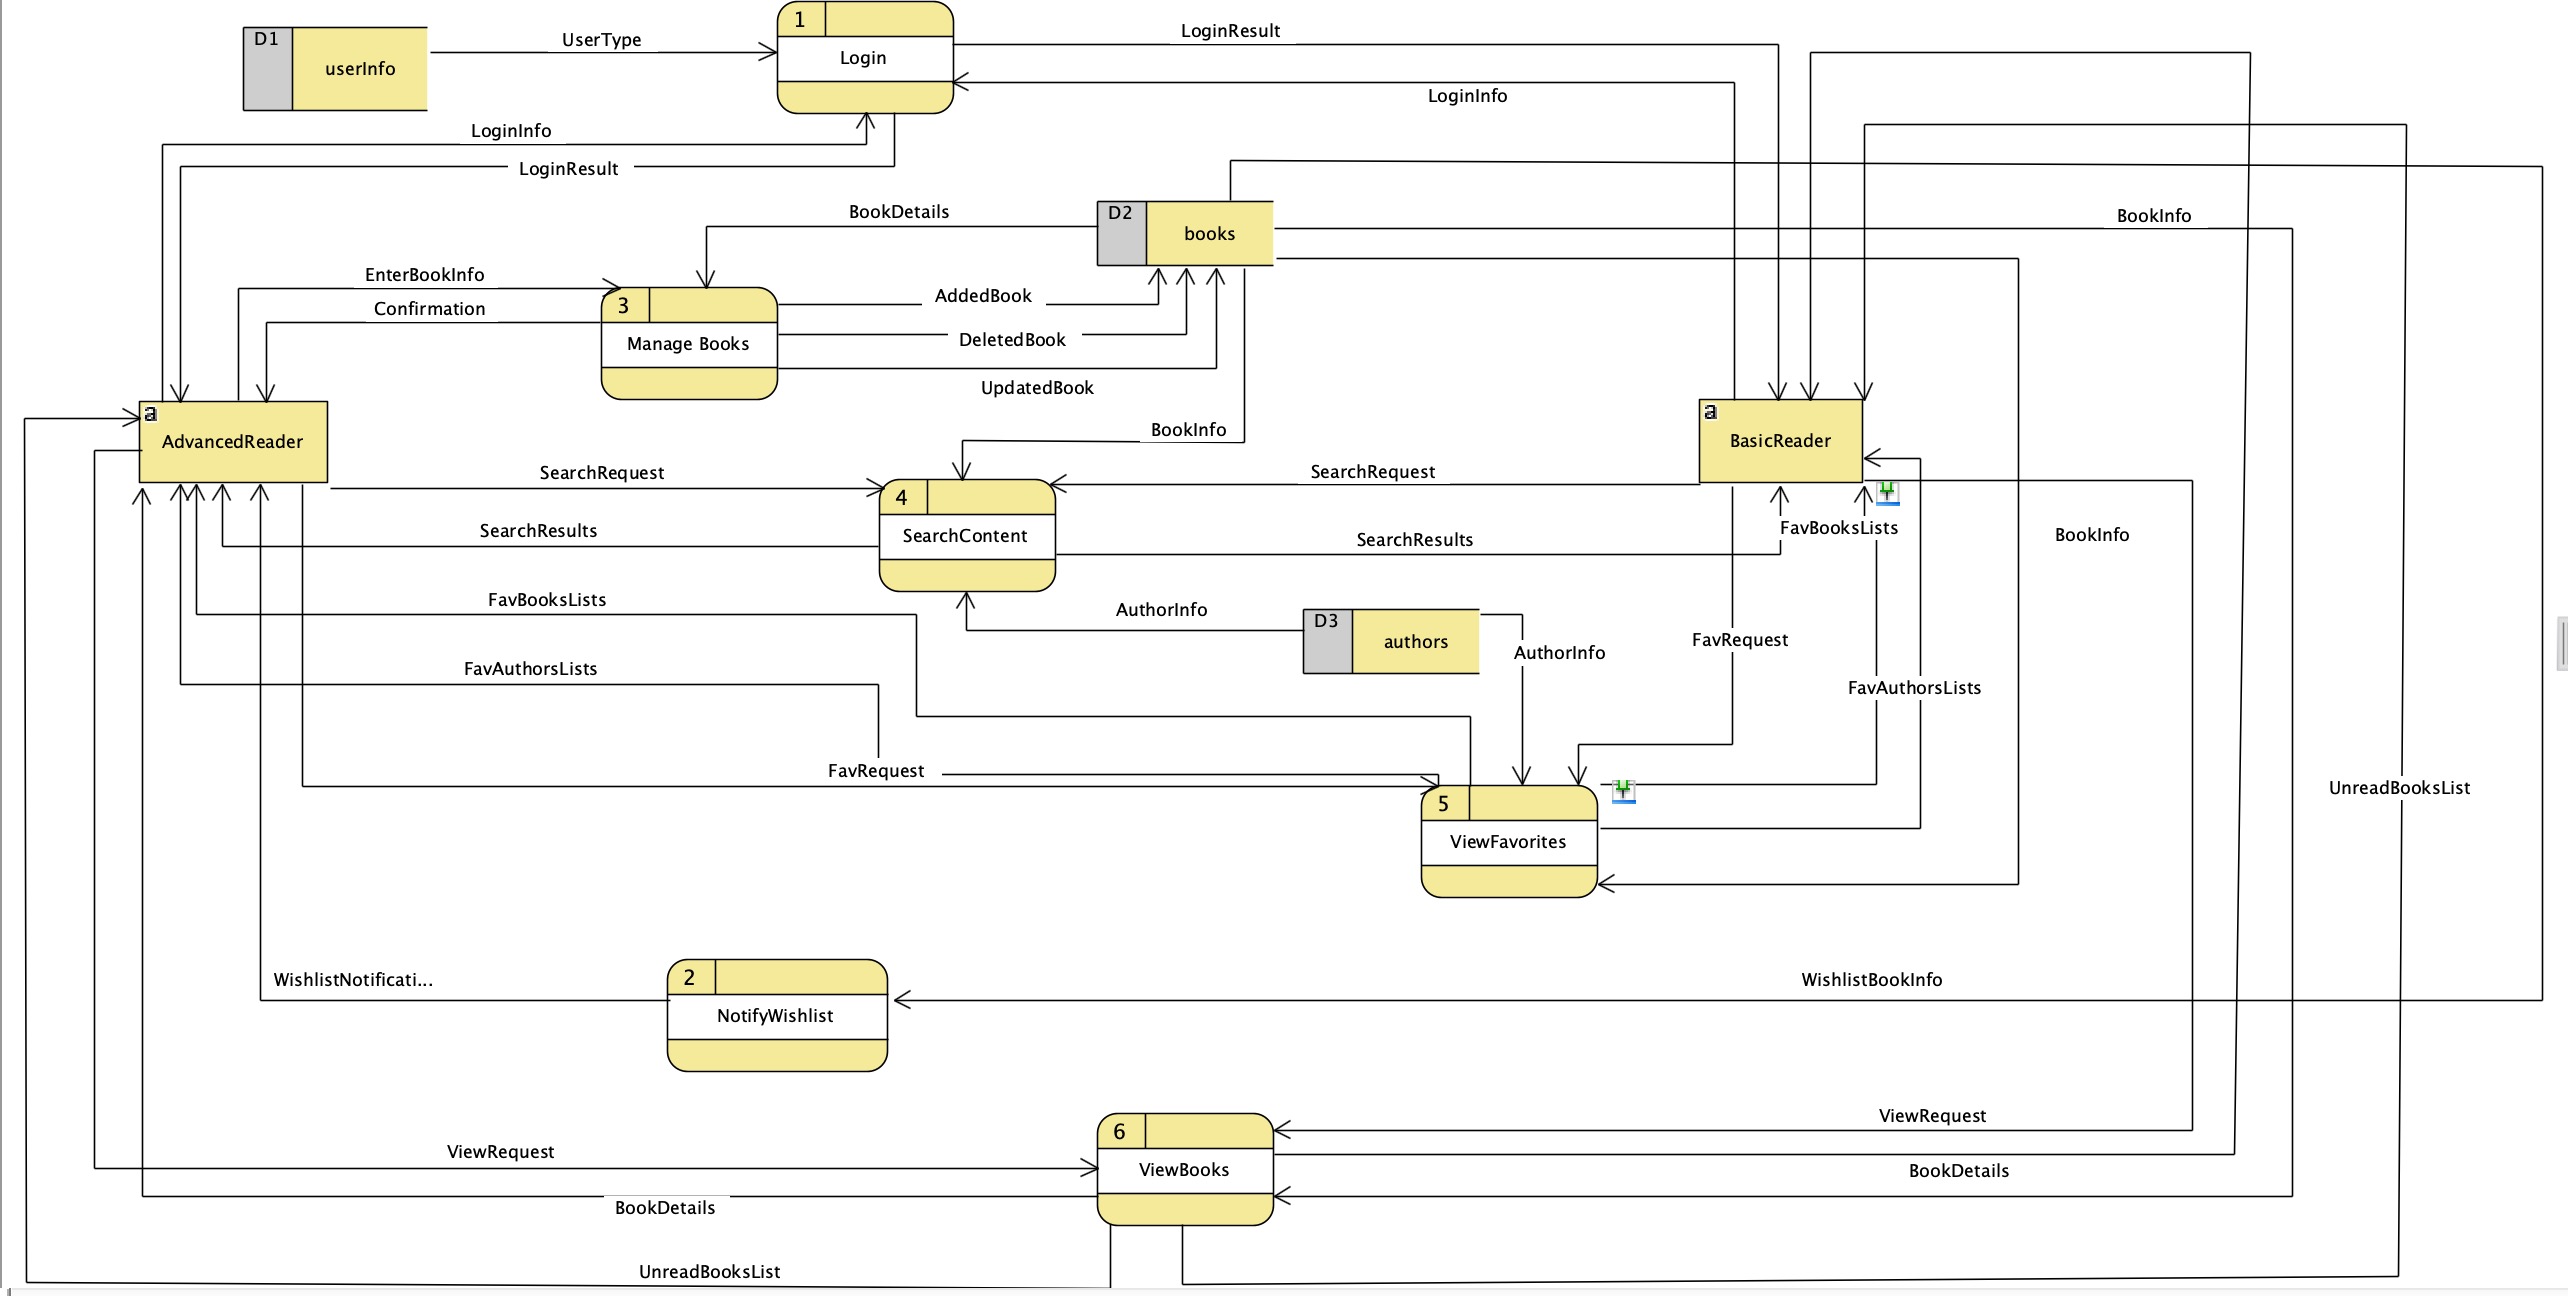 1
LoginResult
D1
UserType
userInfo
Login
LoginInfo
LoginInfo
LoginResult
D2
BookDetails
BookInfo
books
EnterBookInfo
AddedBook
3
Confirmation
DeletedBook
Manage Books
UpdatedBook
a
a
BookInfo
AdvancedReader
BasicReader
SearchRequest
SearchRequest
4
SearchResults
SearchContent
SearchResults
FavBooksLists
BookInfo
FavBooksLists
AuthorInfo
D3
authors
AuthorInfo
FavRequest
FavAuthorsLists
FavAuthorsLists
FavRequest
UnreadBooksList
5
ViewFavorites
2
WishlistNotificati...
WishlistBookInfo
NotifyWishlist
6
ViewRequest
ViewRequest
ViewBooks
BookDetails
BookDetails
UnreadBooksList